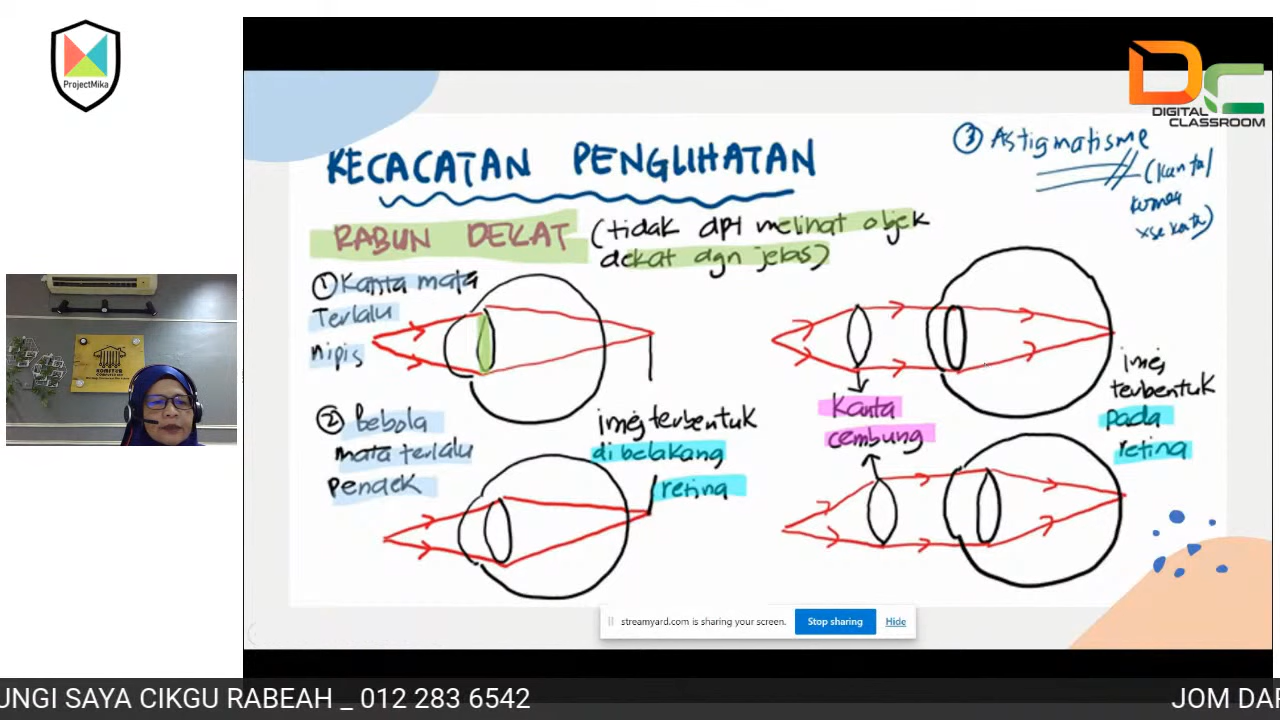 ProjectMika
DIGITAL
CLASSROOM
KECACATAN PENGLIHATAN
③ Astigmatisme
(kanta/
kornea
xsekata)
RABUN DEKAT (tidak dpt melihat objek
dekat dgn jelas)
① Kanta mata
Terlalu
nipis
② Bebola
mata terlalu
Pendek
imej terbentuk
di belakang
retina
Kanta
cembung
imej
terbentuk
pada
retina
streamyard.com is sharing your screen.
Stop sharing
Hide
UNGI SAYA CIKGU RABEAH _ 012 283 6542
JOM DAF